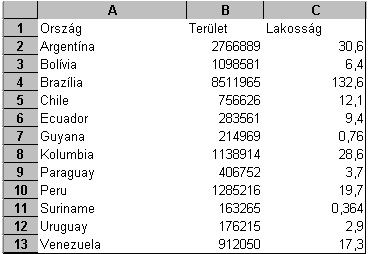 A B C
1 Ország Terület Lakosság
2 Argentína 2766889 30,6
3 Bolívia 1098581 6,4
4 Brazília 8511965 132,6
5 Chile 756626 12,1
6 Ecuador 283561 9,4
7 Guyana 214969 0,76
8 Kolumbia 1138914 28,6
9 Paraguay 406752 3,7
10 Peru 1285216 19,7
11 Suriname 163265 0,364
12 Uruguay 176215 2,9
13 Venezuela 912050 17,3